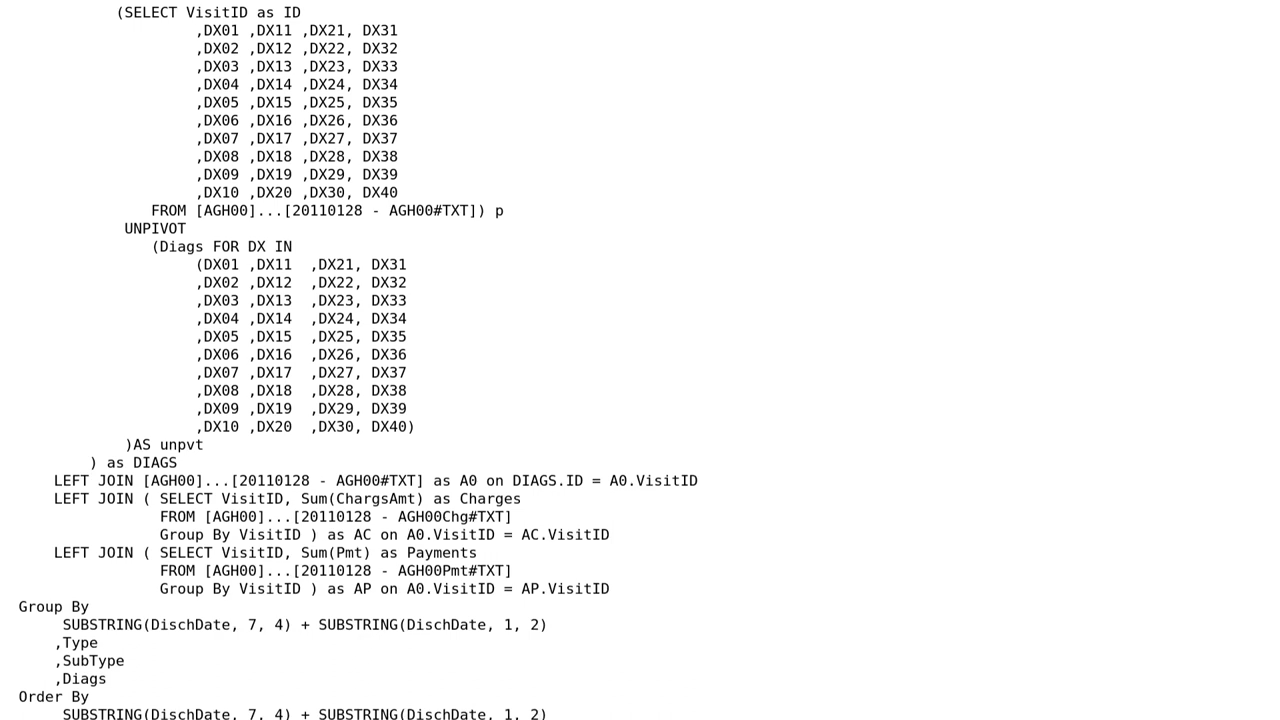 (SELECT VisitID as ID
,DX01 ,DX11 ,DX21, DX31
,DX02 ,DX12 ,DX22, DX32
,DX03 ,DX13 ,DX23, DX33
,DX04 ,DX14 ,DX24, DX34
,DX05 ,DX15 ,DX25, DX35
,DX06 ,DX16 ,DX26, DX36
,DX07 ,DX17 ,DX27, DX37
,DX08 ,DX18 ,DX28, DX38
,DX09 ,DX19 ,DX29, DX39
,DX10 ,DX20 ,DX30, DX40
FROM [AGH00]...[20110128 - AGH00#TXT]) p
UNPIVOT
(Diags FOR DX IN
(DX01 ,DX11  ,DX21, DX31
,DX02 ,DX12  ,DX22, DX32
,DX03 ,DX13  ,DX23, DX33
,DX04 ,DX14  ,DX24, DX34
,DX05 ,DX15  ,DX25, DX35
,DX06 ,DX16  ,DX26, DX36
,DX07 ,DX17  ,DX27, DX37
,DX08 ,DX18  ,DX28, DX38
,DX09 ,DX19  ,DX29, DX39
,DX10 ,DX20  ,DX30, DX40)
)AS unpvt
) as DIAGS
LEFT JOIN [AGH00]...[20110128 - AGH00#TXT] as A0 on DIAGS.ID = A0.VisitID
LEFT JOIN ( SELECT VisitID, Sum(ChargsAmt) as Charges
FROM [AGH00]...[20110128 - AGH00Chg#TXT]
Group By VisitID ) as AC on A0.VisitID = AC.VisitID
LEFT JOIN ( SELECT VisitID, Sum(Pmt) as Payments
FROM [AGH00]...[20110128 - AGH00Pmt#TXT]
Group By VisitID ) as AP on A0.VisitID = AP.VisitID
Group By
SUBSTRING(DischDate, 7, 4) + SUBSTRING(DischDate, 1, 2)
,Type
,SubType
,Diags
Order By
SUBSTRING(DischDate, 7, 4) + SUBSTRING(DischDate, 1, 2)